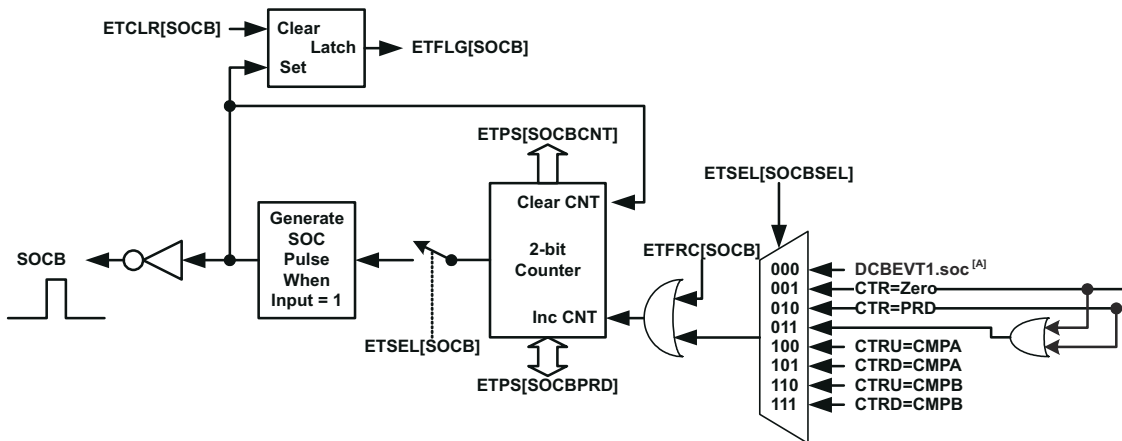 ETCLR[SOCB]
Clear
Latch
Set
ETFLG[SOCB]
ETPS[SOCBCNT]
ETSEL[SOCBSEL]
SOCB
Generate
SOC
Pulse
When
Input = 1
Clear CNT
2-bit
Counter
Inc CNT
ETSEL[SOCB]
ETPS[SOCBPRD]
ETFRC[SOCB]
000 DCBEVT1.soc [A]
001 CTR=Zero
010 CTR=PRD
011
100 CTRU=CMPA
101 CTRD=CMPA
110 CTRU=CMPB
111 CTRD=CMPB